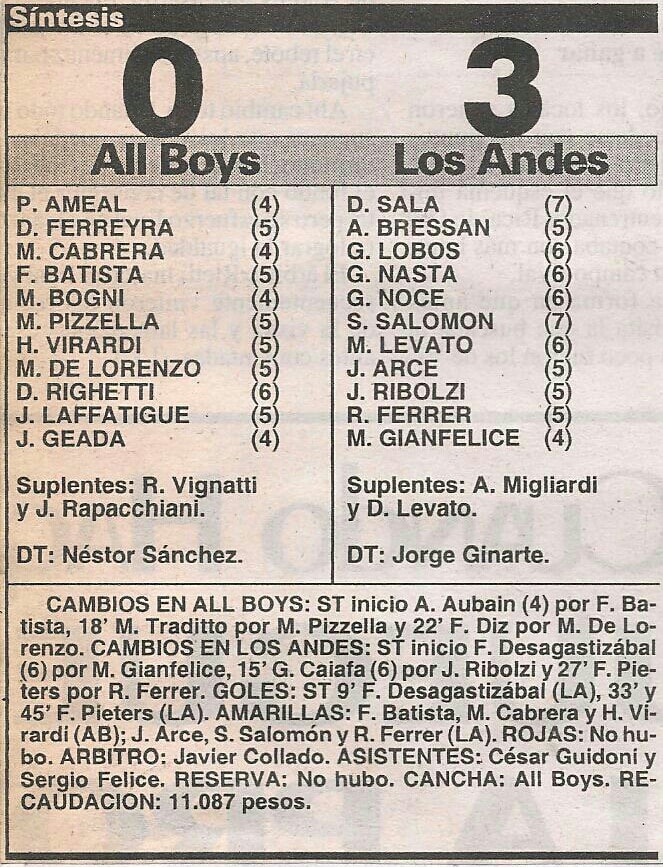 Síntesis
0
All Boys
P. AMEAL (4)
D. FERREYRA (5)
M. CABRERA (4)
F. BATISTA (4)
M. BOGNI (4)
M. PIZZELLA (5)
H. VIRARDI (5)
M. DE LORENZO (5)
D. RIGHETTI (6)
J. LAFFATIGUE (5)
J. GEADA (4)
Suplentes: R. Vignatti
y J. Rapacchiani.
DT: Néstor Sánchez.
3
Los Andes
D. SALA (7)
A. BRESSAN (5)
G. LOBOS (6)
G. NASTA (6)
G. NOCE (6)
S. SALOMON (7)
M. LEVATO (6)
J. ARCE (5)
J. RIBOLZI (5)
R. FERRER (5)
M. GIANFELICE (4)
Suplentes: A. Migliardi
y D. Levato.
DT: Jorge Ginarte.
CAMBIOS EN ALL BOYS: ST inicio A. Aubain (4) por F. Ba-
tista, 18' M. Traditto por M. Pizzella y 22' F. Diz por M. De Lo-
renzo. CAMBIOS EN LOS ANDES: ST inicio F. Desagastizábal
(6) por M. Gianfelice, 15' G. Caiafa (6) por J. Ribolzi y 27' F. Pie-
ters por R. Ferrer. GOLES: ST 9' F. Desagastizábal (LA), 33' y
45' F. Pieters (LA). AMARILLAS: F. Batista, M. Cabrera y H. Vi-
rardi (AB); J. Arce, S. Salomón y R. Ferrer (LA). ROJAS: No hu-
bo. ARBITRO: Javier Collado. ASISTENTES: César Guidoni y
Sergio Felice. RESERVA: No hubo. CANCHA: All Boys. RE-
CAUDACION: 11.087 pesos.